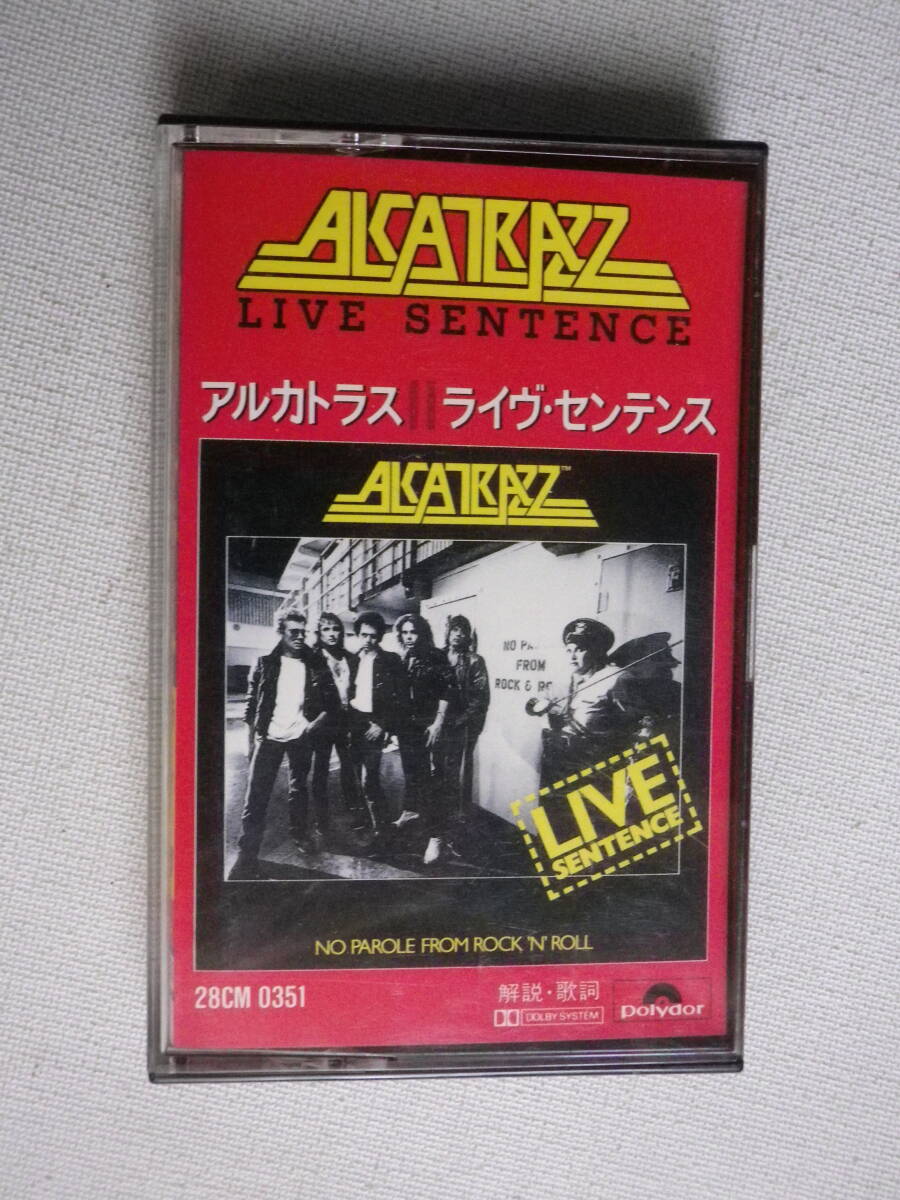 ALCATRAZZ
LIVE SENTENCE
アルカトラス || ライヴ・センテンス
ALCATRAZZ™
NO PA
FROM
ROCK & RO
LIVE
SENTENCE
NO PAROLE FROM ROCK 'N' ROLL
28CM 0351
解説・歌詞
DOLBY SYSTEM
polydor